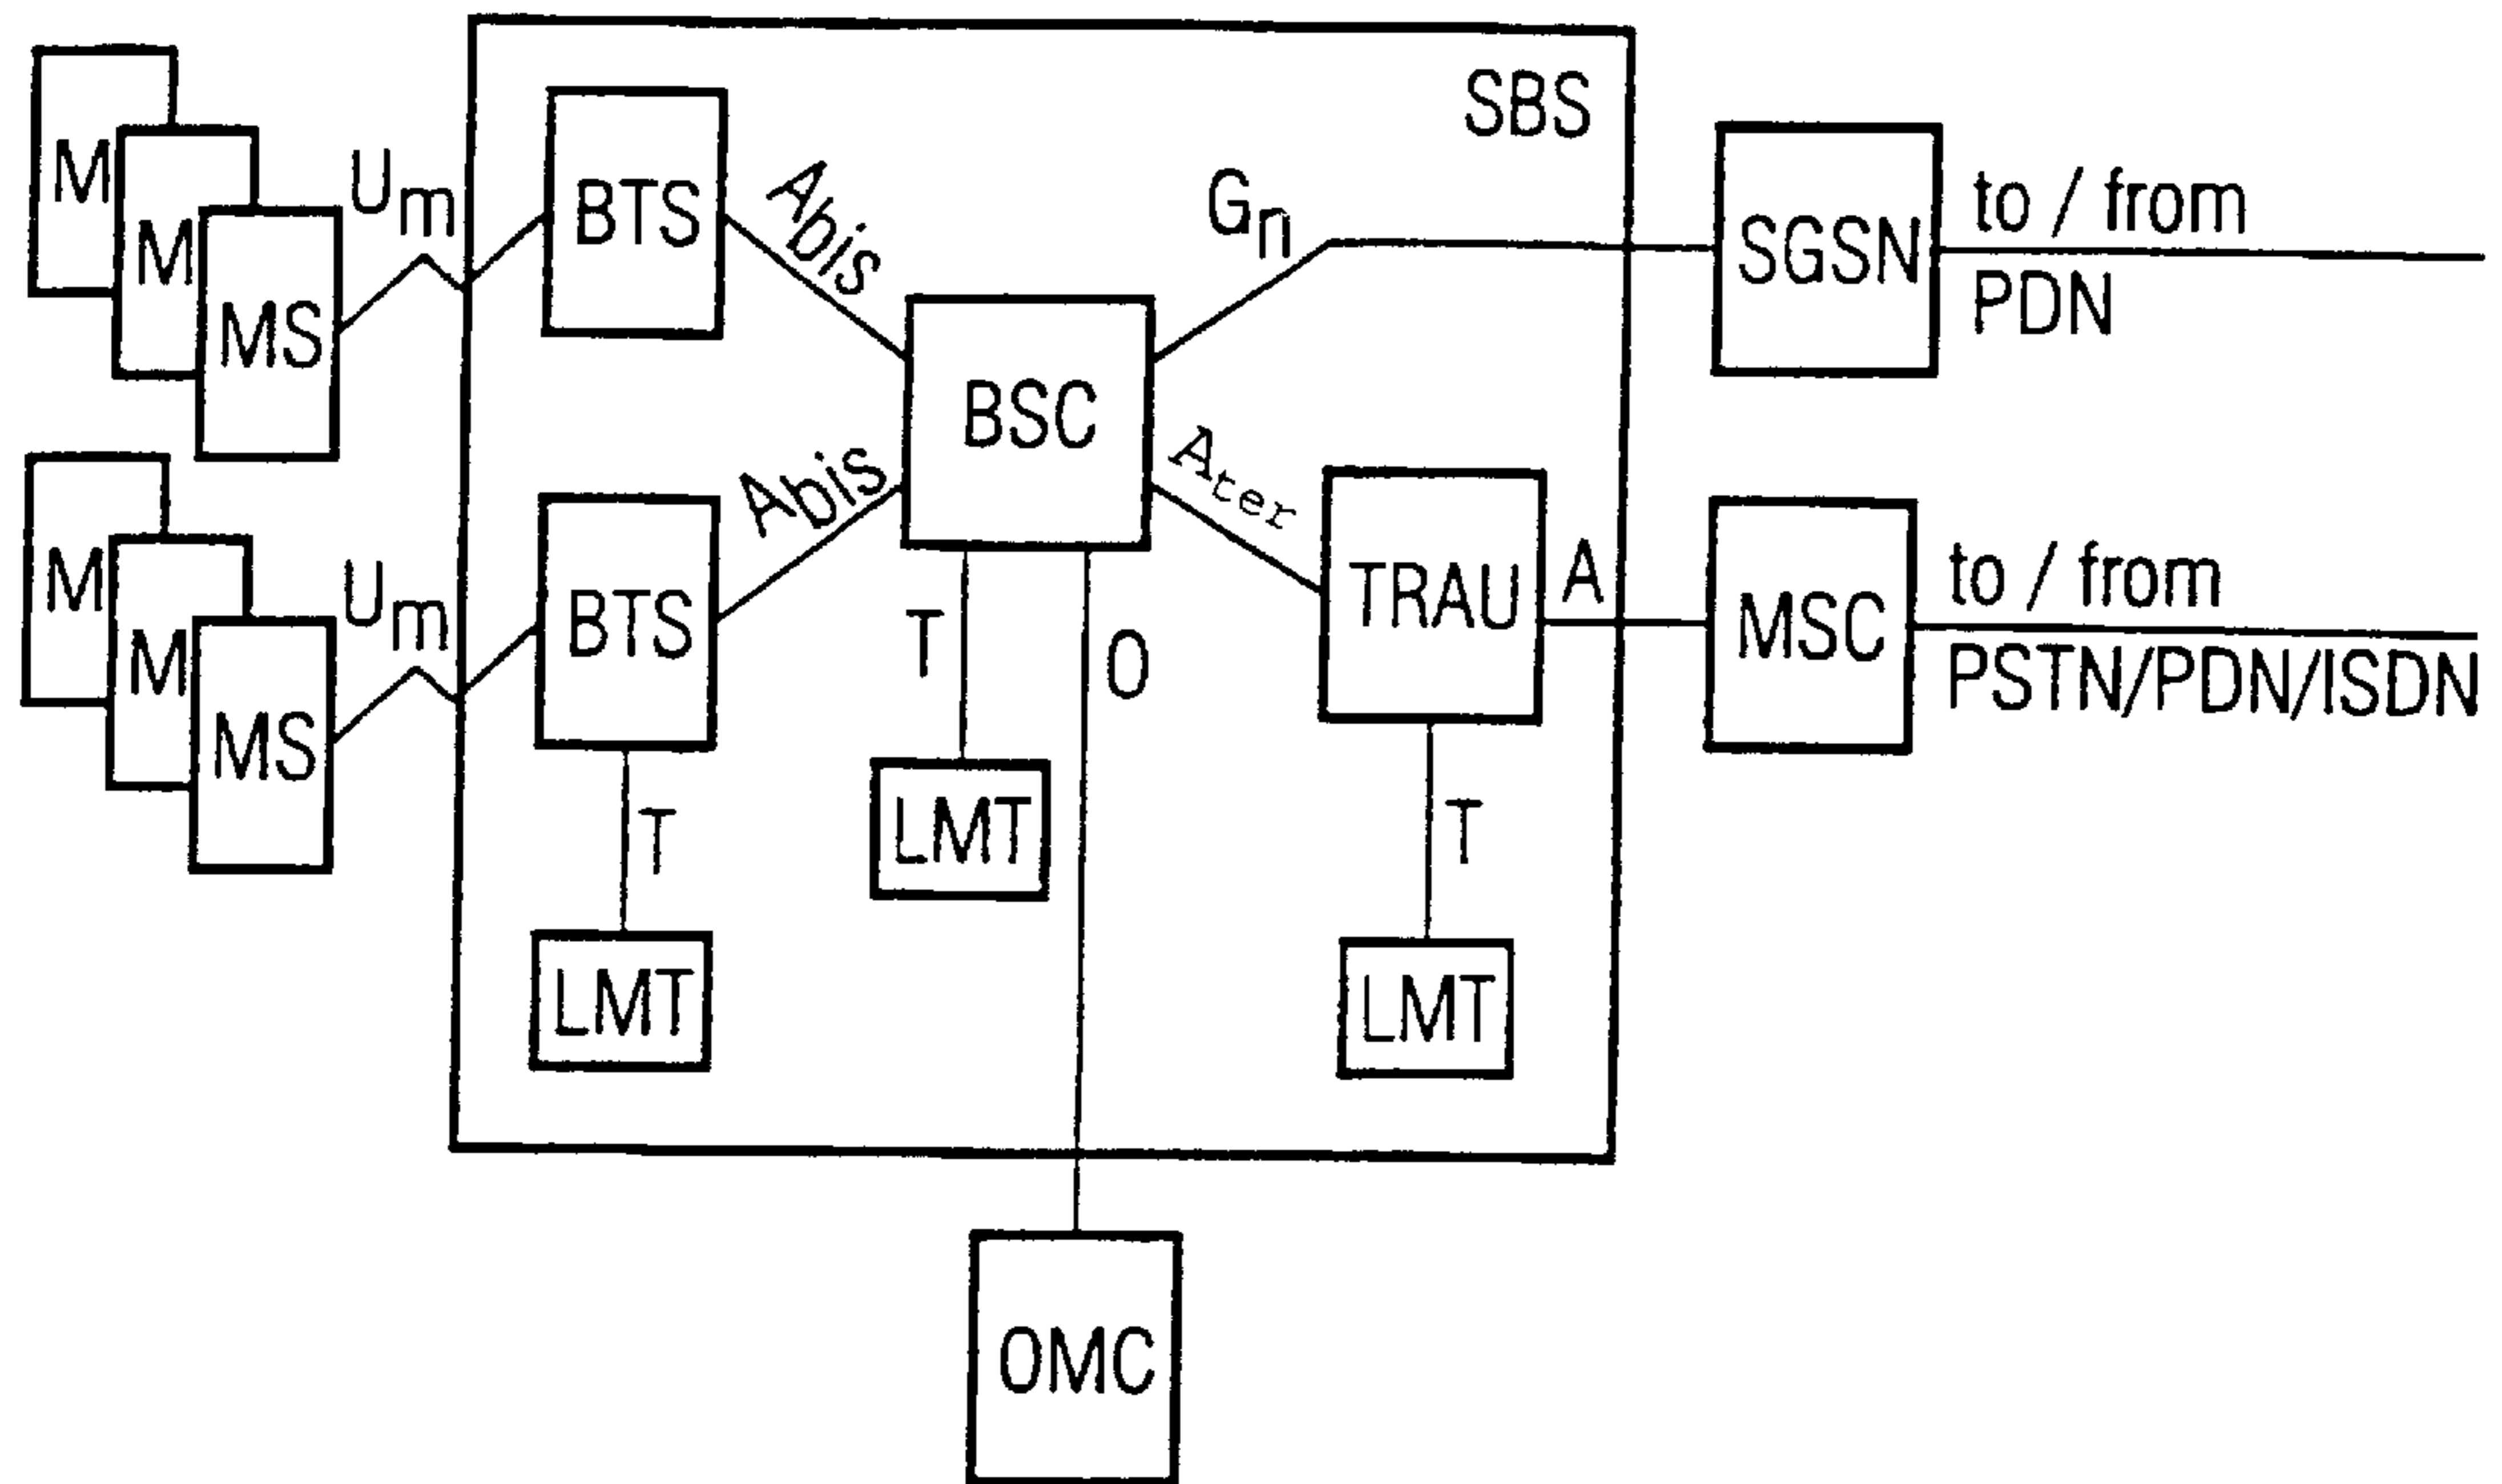 SBS
M
M
MS
Um
BTS
Abis
Gn
SGSN
to / from
PDN
BSC
M
M
MS
Um
BTS
Abis
Ater
TRAU
A
MSC
to / from
PSTN/PDN/ISDN
T
O
LMT
T
T
LMT
LMT
OMC